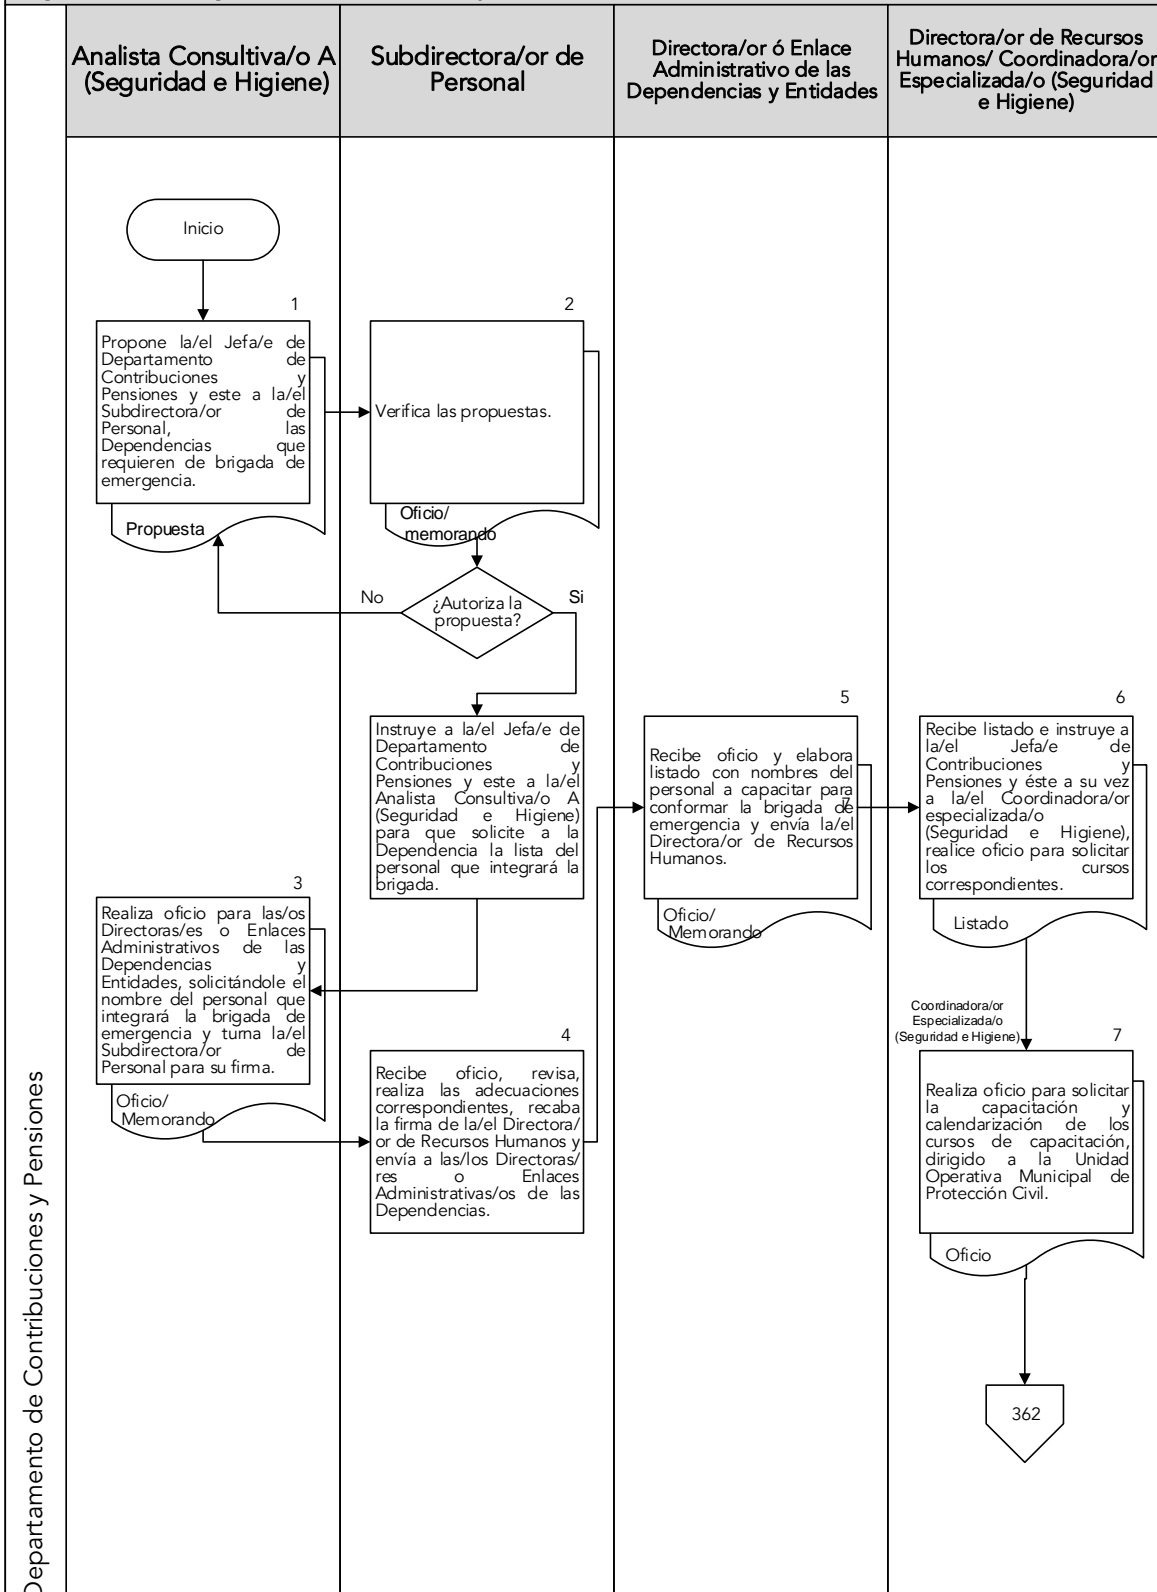 Analista Consultiva/o A
(Seguridad e Higiene)
Subdirectora/or de
Personal
Directora/or ó Enlace
Administrativo de las
Dependencias y Entidades
Directora/or de Recursos
Humanos/ Coordinadora/or
Especializada/o (Seguridad
e Higiene)
Departamento de Contribuciones y Pensiones
Inicio
1
Propone la/el Jefa/e de
Departamento de
Contribuciones y
Pensiones y este a la/el
Subdirectora/or de
Personal, las
Dependencias que
requieren de brigada de
emergencia.
Propuesta
2
Verifica las propuestas.
Oficio/
memorando
¿Autoriza la
propuesta?
No
Si
Instruye a la/el Jefa/e de
Departamento de
Contribuciones y
Pensiones y este a la/el
Analista Consultiva/o A
(Seguridad e Higiene)
para que solicite a la
Dependencia la lista del
personal que integrará la
brigada.
3
Realiza oficio para las/os
Directoras/es o Enlaces
Administrativos de las
Dependencias y
Entidades, solicitándole el
nombre del personal que
integrará la brigada de
emergencia y turna la/el
Subdirectora/or de
Personal para su firma.
Oficio/
Memorando
4
Recibe oficio, revisa,
realiza las adecuaciones
correspondientes, recaba
la firma de la/el Directora/
or de Recursos Humanos y
envía a las/los Directoras/
res o Enlaces
Administrativas/os de las
Dependencias.
5
Recibe oficio y elabora
listado con nombres del
personal a capacitar para
conformar la brigada de
emergencia y envía la/el
Directora/or de Recursos
Humanos.
7
Oficio/
Memorando
6
Recibe listado e instruye a
la/el Jefa/e de
Contribuciones y
Pensiones y éste a su vez
a la/el Coordinadora/or
especializada/o
(Seguridad e Higiene),
realice oficio para solicitar
los cursos
correspondientes.
Listado
Coordinadora/or
Especializada/o
(Seguridad e Higiene)
7
Realiza oficio para solicitar
la capacitación y
calendarización de los
cursos de capacitación,
dirigido a la Unidad
Operativa Municipal de
Protección Civil.
Oficio
362